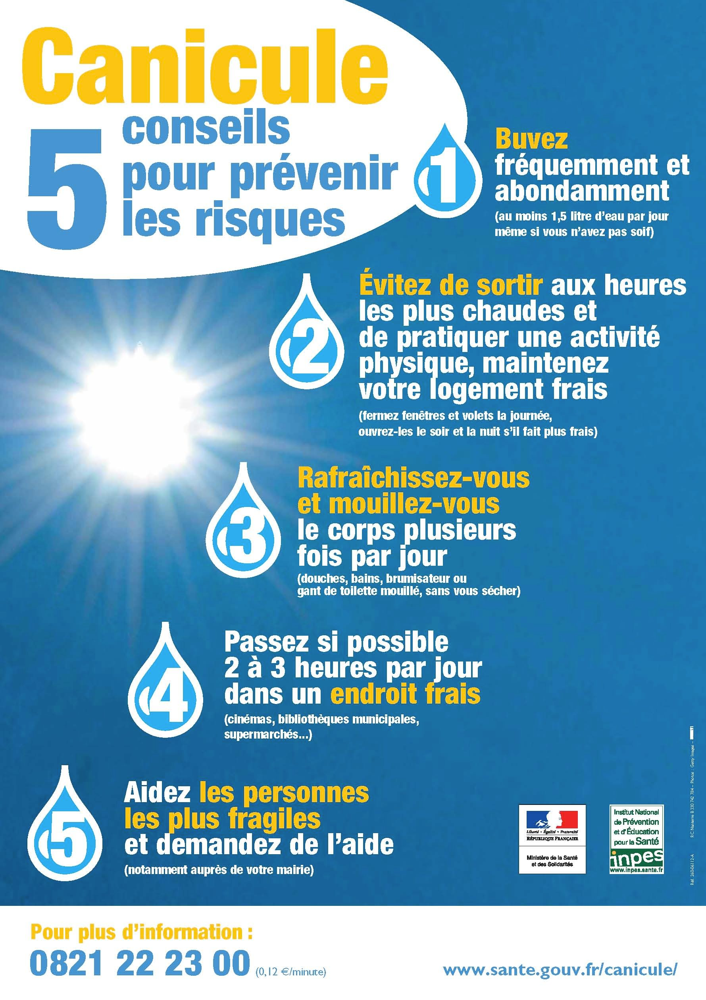 Canicule
5 conseils
pour prévenir
les risques
1
Buvez
fréquemment et
abondamment
(au moins 1,5 litre d'eau par jour
même si vous n'avez pas soif)
2
Évitez de sortir aux heures
les plus chaudes et
de pratiquer une activité
physique, maintenez
votre logement frais
(fermez fenêtres et volets la journée,
ouvrez-les le soir et la nuit s'il fait plus frais)
3
Rafraîchissez-vous
et mouillez-vous
le corps plusieurs
fois par jour
(douches, bains, brumisateur ou
gant de toilette mouillé, sans vous sécher)
4
Passez si possible
2 à 3 heures par jour
dans un endroit frais
(cinémas, bibliothèques municipales,
supermarchés...)
5
Aidez les personnes
les plus fragiles
et demandez de l'aide
(notamment auprès de votre mairie)
Liberté • Égalité • Fraternité
RÉPUBLIQUE FRANÇAISE
Ministère de la Santé
et des Solidarités
Institut National
de Prévention
et d'Éducation
pour la Santé
inpes
www.inpes.sante.fr
Réf. 260-06112-A RC Nanterre B 330 742 784 – Photos : Getty Images –
Pour plus d'information :
0821 22 23 00 (0,12 €/minute)
www.sante.gouv.fr/canicule/